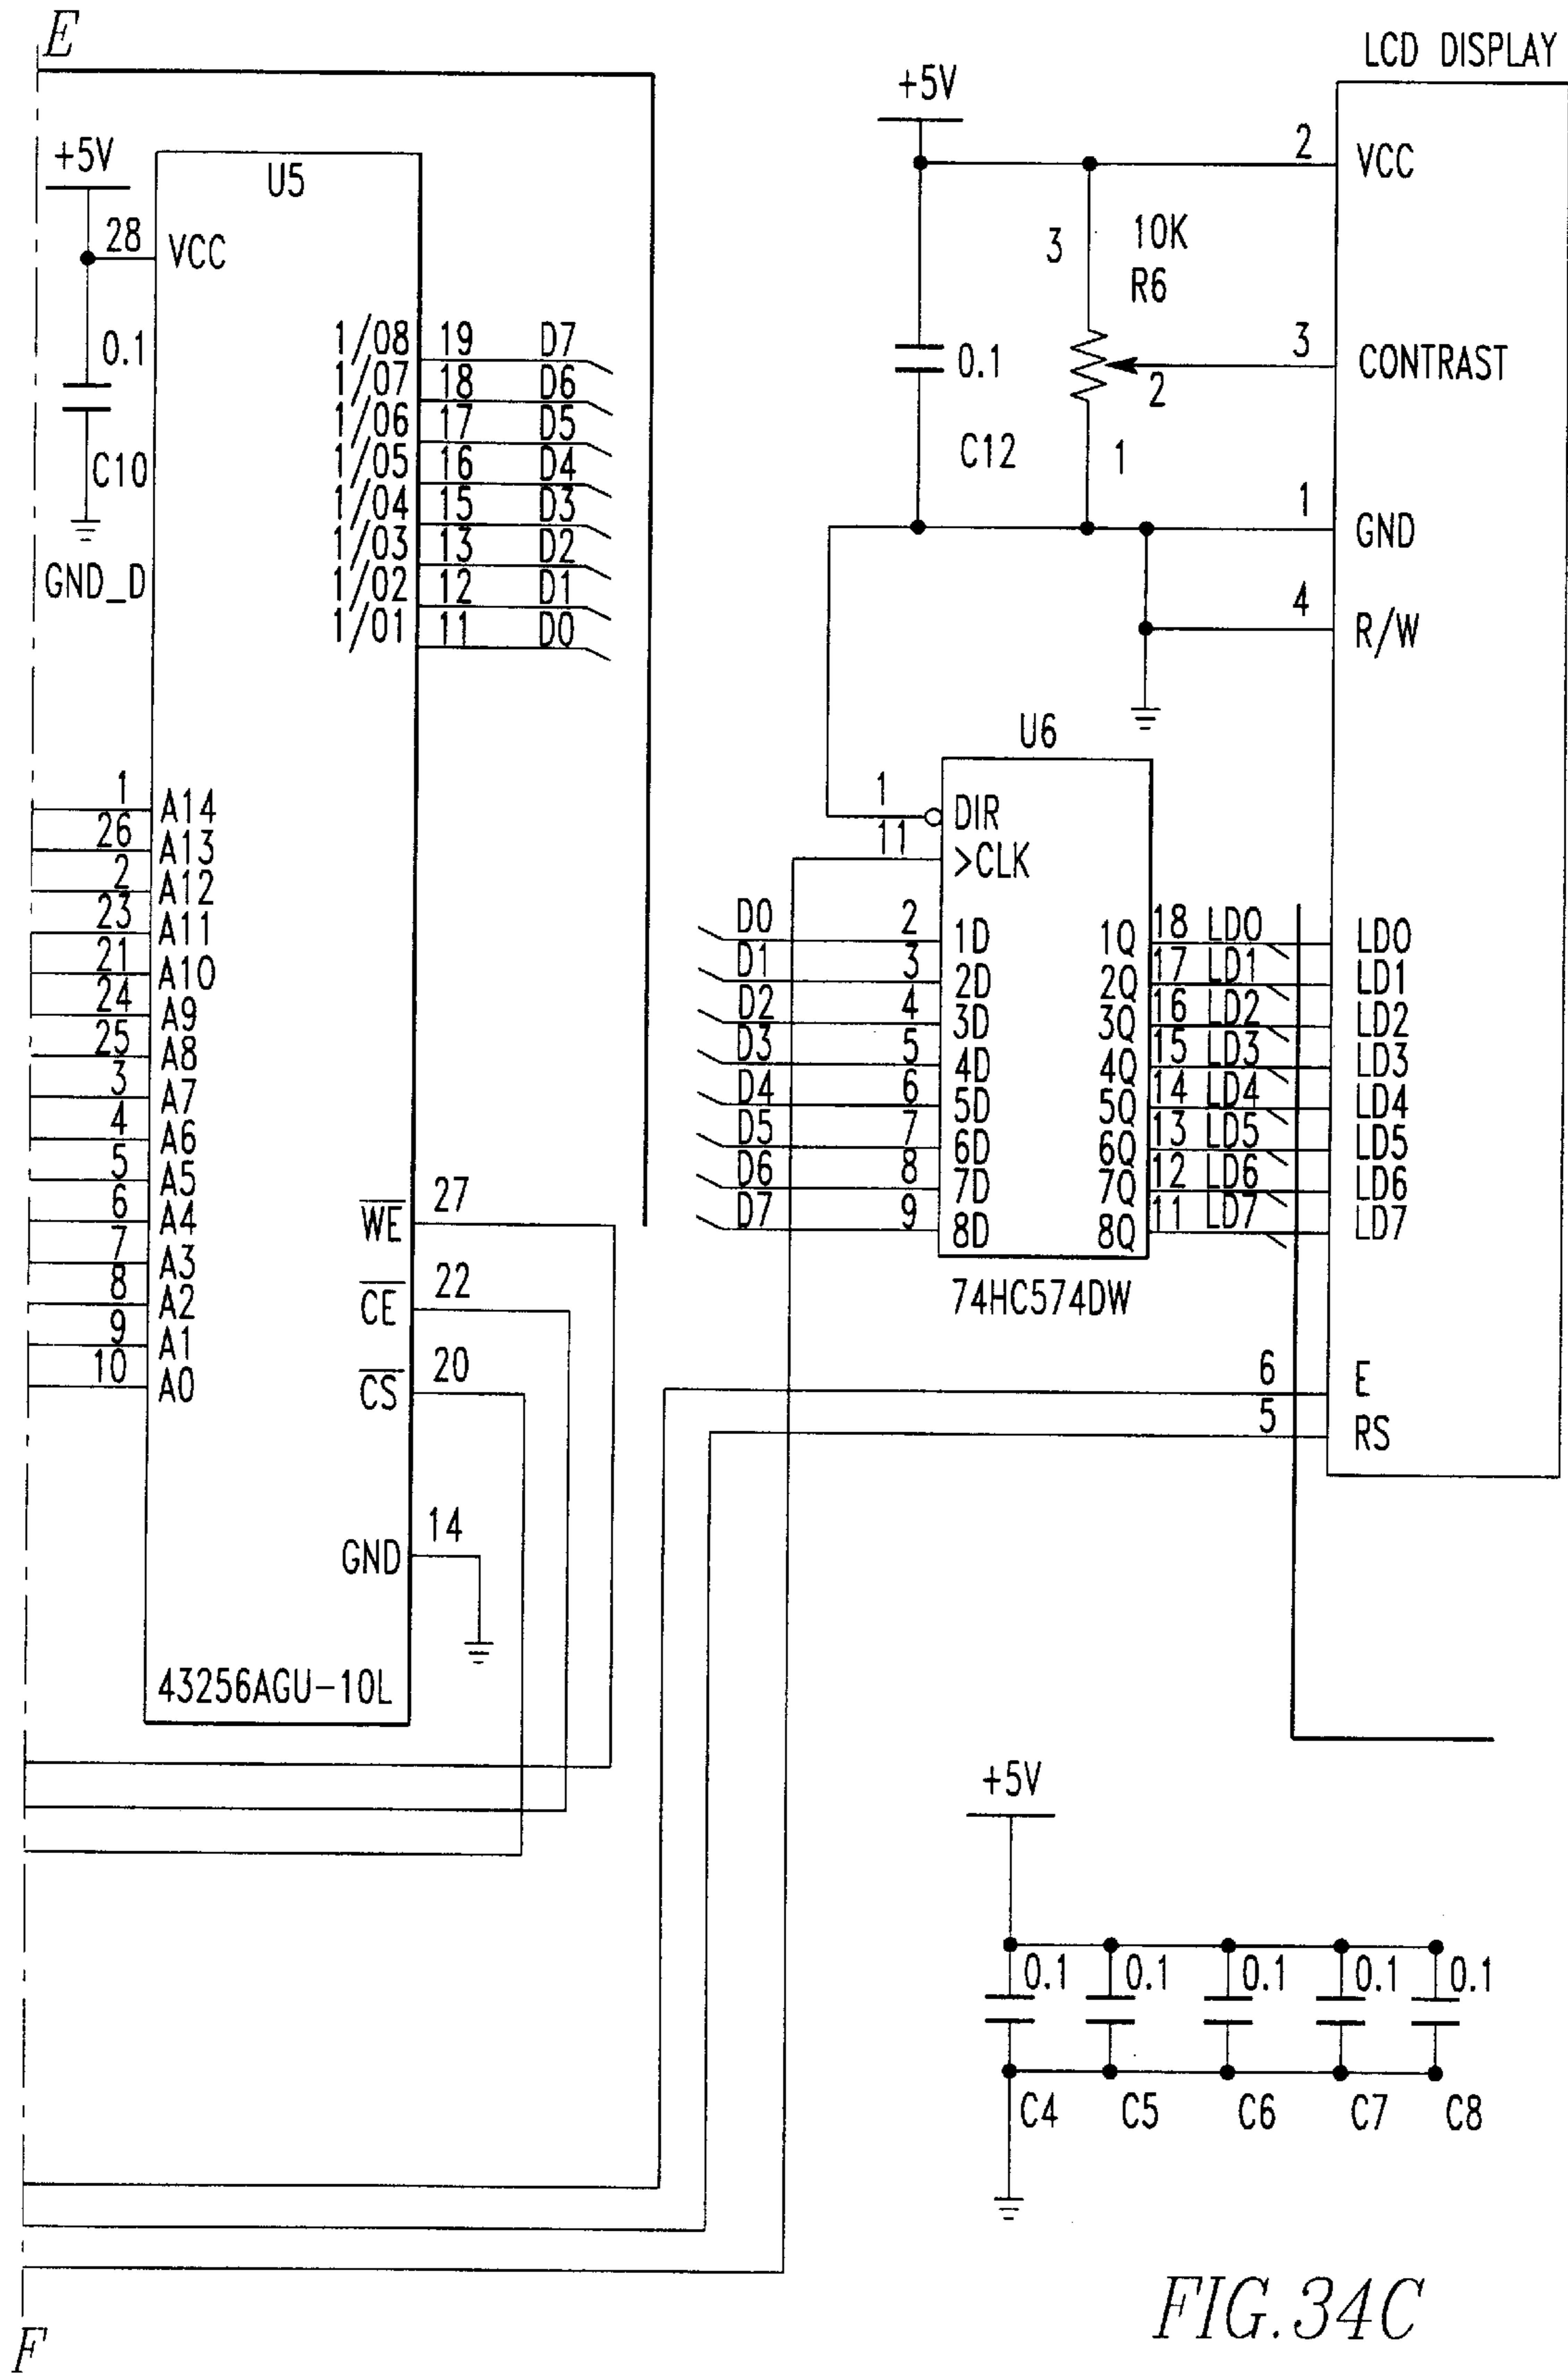 E
+5V
U5
28
VCC
0.1
C10
GND_D
1/08 19 D7
1/07 18 D6
1/06 17 D5
1/05 16 D4
1/04 15 D3
1/03 13 D2
1/02 12 D1
1/01 11 D0
1 A14
26 A13
2 A12
23 A11
21 A10
24 A9
25 A8
3 A7
4 A6
5 A5
6 A4
7 A3
8 A2
9 A1
10 A0
WE 27
CE 22
CS 20
GND 14
43256AGU-10L
F
LCD DISPLAY
+5V
2 VCC
3
10K
R6
0.1
3 CONTRAST
2
C12
1
1 GND
4 R/W
U6
1 DIR
11 >CLK
D0 2 1D 1Q 18 LD0 LD0
D1 3 2D 2Q 17 LD1 LD1
D2 4 3D 3Q 16 LD2 LD2
D3 5 4D 4Q 15 LD3 LD3
D4 6 5D 5Q 14 LD4 LD4
D5 7 6D 6Q 13 LD5 LD5
D6 8 7D 7Q 12 LD6 LD6
D7 9 8D 8Q 11 LD7 LD7
74HC574DW
6 E
5 RS
+5V
0.1 0.1 0.1 0.1 0.1
C4 C5 C6 C7 C8
FIG.34C